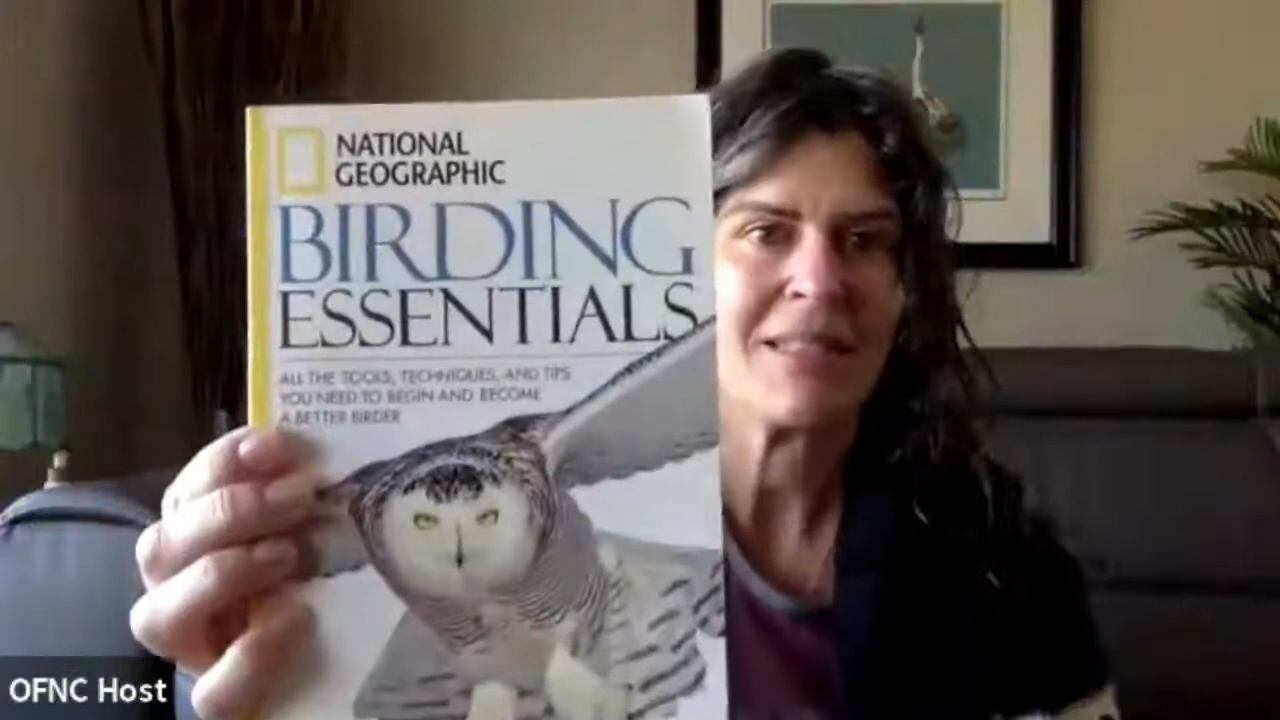 NATIONAL
GEOGRAPHIC
BIRDING
ESSENTIALS
ALL THE TOOLS, TECHNIQUES, AND TIPS
YOU NEED TO BEGIN AND BECOME
A BETTER BIRDER
OFNC Host